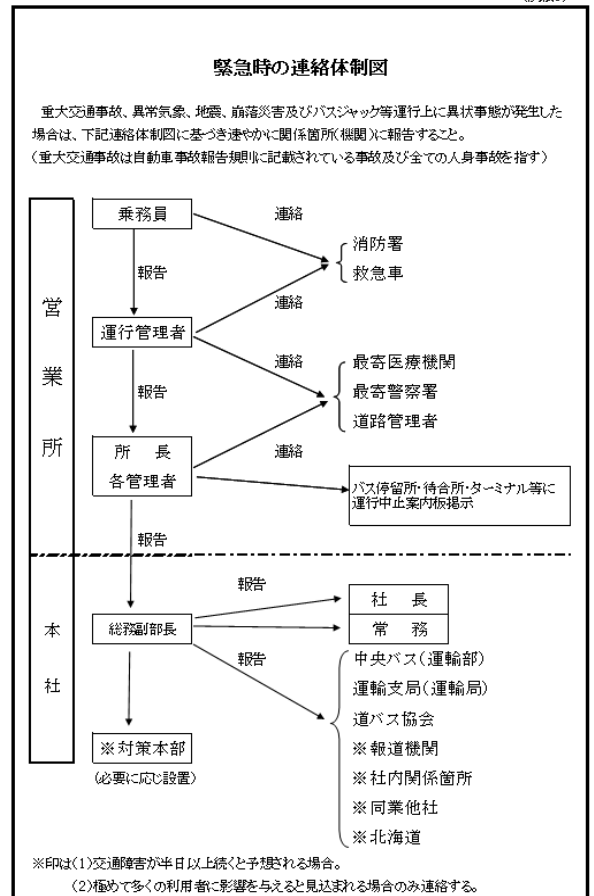 緊急時の連絡体制図
重大交通事故、異常気象、地震、崩落災害及びバスジャック等運行上に異状事態が発生した
場合は、下記連絡体制図に基づき速やかに関係箇所(機関)に報告すること。
(重大交通事故は自動車事故報告規則に記載されている事故及び全ての人身事故を指す)
営業所
乗務員
連絡
消防署
救急車
報告
連絡
運行管理者
連絡
最寄医療機関
最寄警察署
道路管理者
報告
所 長
各管理者
連絡
バス停留所・待合所・ターミナル等に
運行中止案内板掲示
報告
本社
総務副部長
報告
社 長
常 務
報告
中央バス(運輸部)
運輸支局(運輸局)
道バス協会
※報道機関
※社内関係箇所
※同業他社
※北海道
※対策本部
(必要に応じ設置)
※印は(1)交通障害が半日以上続くと予想される場合。
(2)極めて多くの利用者に影響を与えると見込まれる場合のみ連絡する。